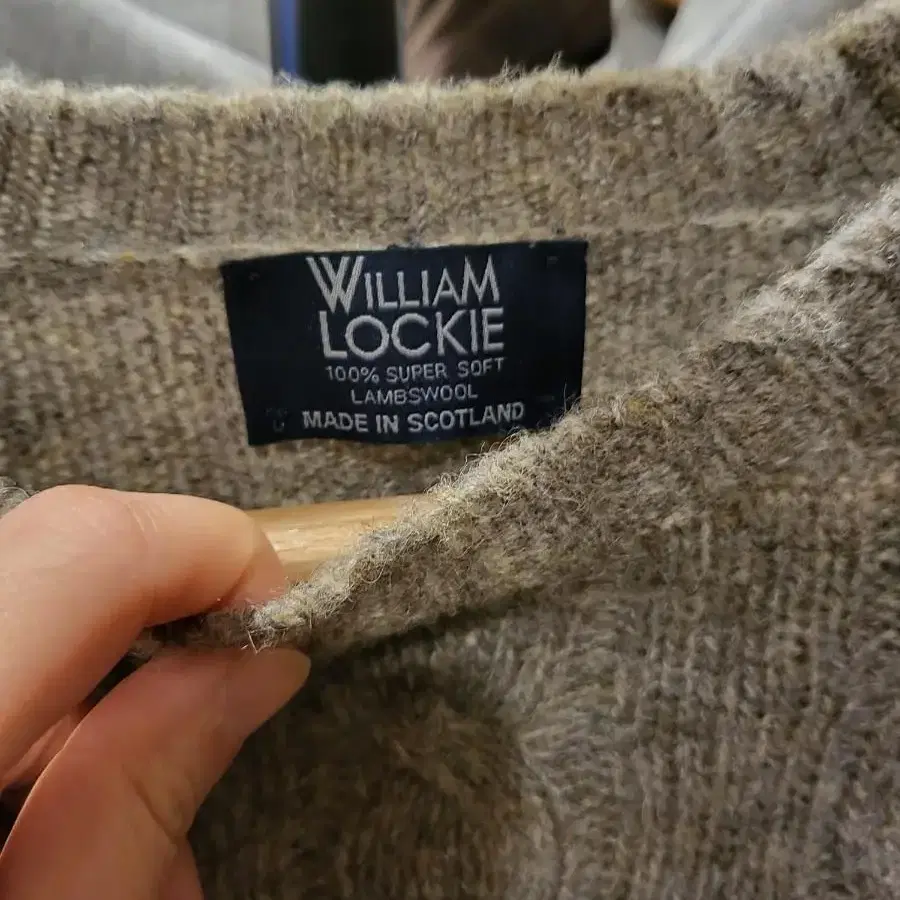 WILLIAM
LOCKIE
100% SUPER SOFT
LAMBSWOOL
MADE IN SCOTLAND